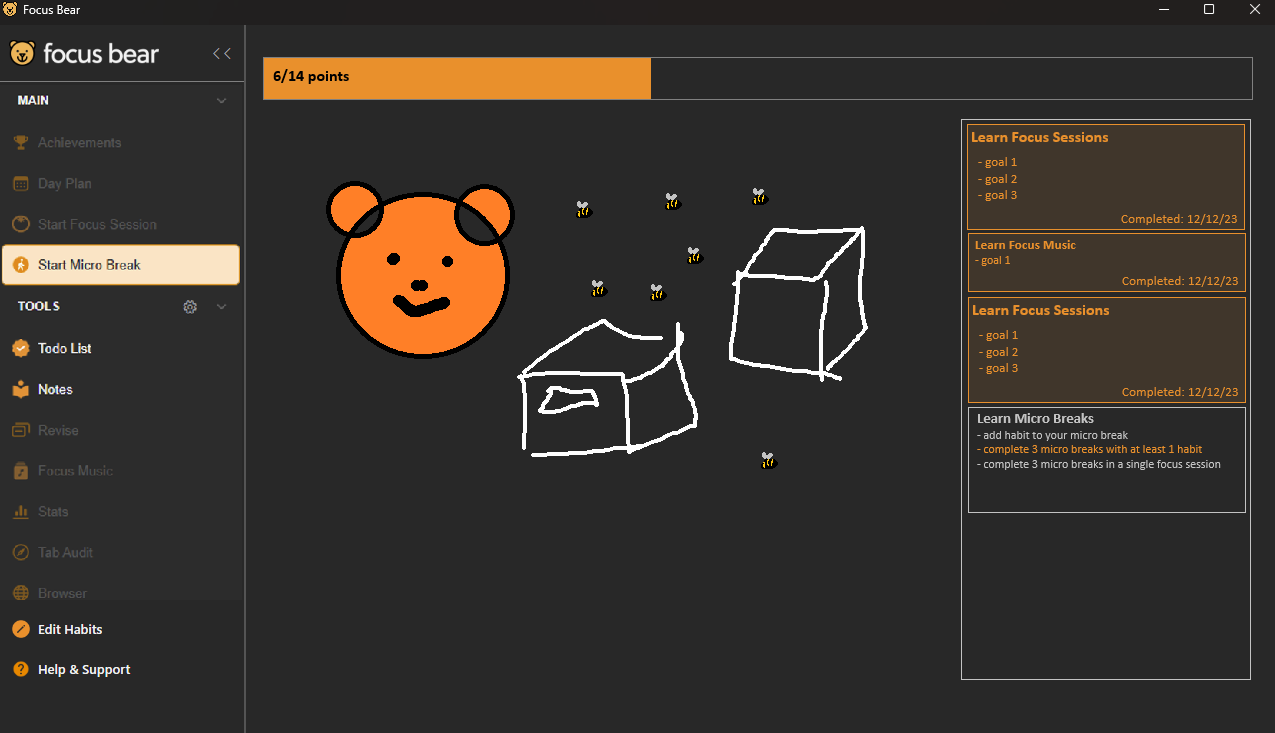 Focus Bear
focus bear
MAIN
Achievements
Day Plan
Start Focus Session
Start Micro Break
TOOLS
Todo List
Notes
Revise
Focus Music
Stats
Tab Audit
Browser
Edit Habits
Help & Support
6/14 points
Learn Focus Sessions
- goal 1
- goal 2
- goal 3
Completed: 12/12/23
Learn Focus Music
- goal 1
Completed: 12/12/23
Learn Focus Sessions
- goal 1
- goal 2
- goal 3
Completed: 12/12/23
Learn Micro Breaks
- add habit to your micro break
- complete 3 micro breaks with at least 1 habit
- complete 3 micro breaks in a single focus session